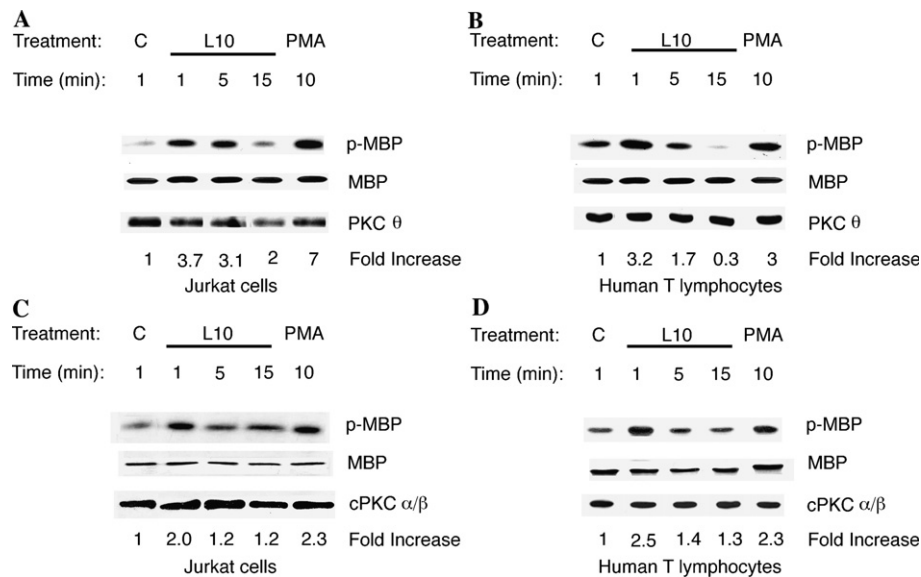 A
Treatment: C L10 PMA
Time (min): 1 1 5 15 10
p-MBP
MBP
PKC θ
1 3.7 3.1 2 7 Fold Increase
Jurkat cells
B
Treatment: C L10 PMA
Time (min): 1 1 5 15 10
p-MBP
MBP
PKC θ
1 3.2 1.7 0.3 3 Fold Increase
Human T lymphocytes
C
Treatment: C L10 PMA
Time (min): 1 1 5 15 10
p-MBP
MBP
cPKC α/β
1 2.0 1.2 1.2 2.3 Fold Increase
Jurkat cells
D
Treatment: C L10 PMA
Time (min): 1 1 5 15 10
p-MBP
MBP
cPKC α/β
1 2.5 1.4 1.3 2.3 Fold Increase
Human T lymphocytes